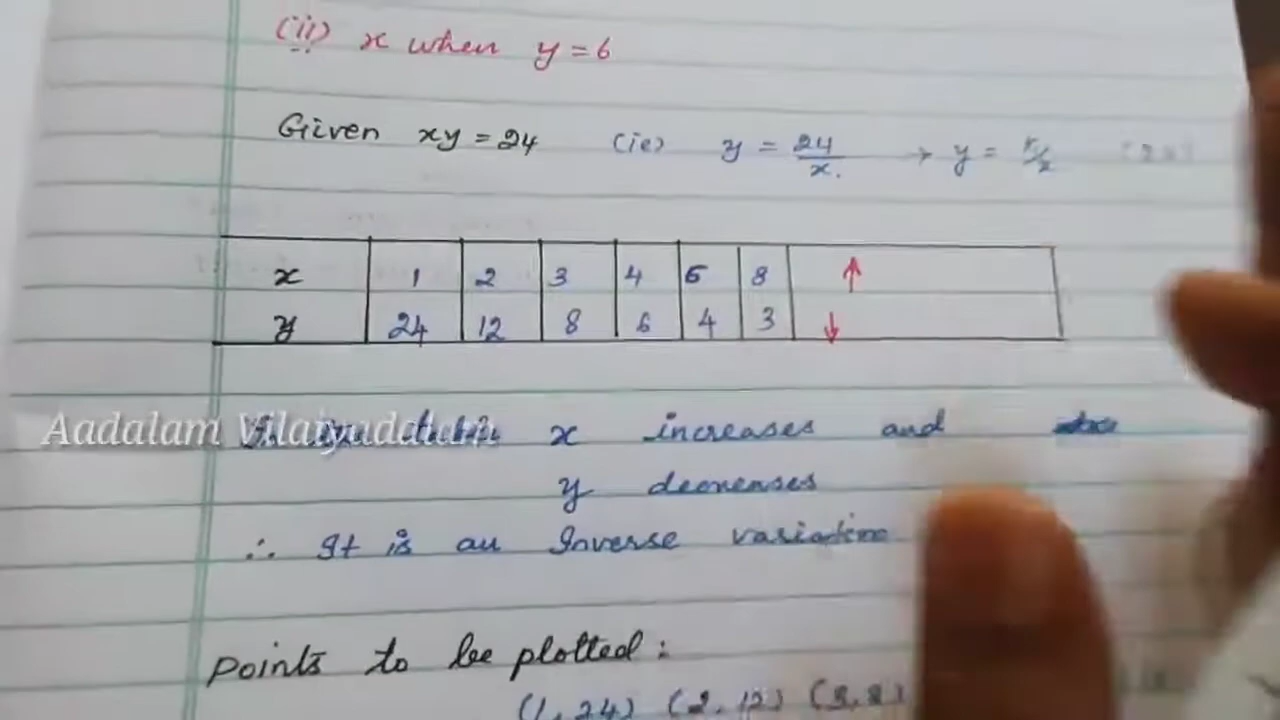 (ii) x when y = 6
Given xy = 24 (ie) y = 24/x. → y = k/x
x 1 2 3 4 6 8 ↑
y 24 12 8 6 4 3 ↓
Aadalam Vilaiyaddalam
x increases and
y decreases
∴ It is an Inverse variation
Points to be plotted :
(1, 24) (2, 12) (3, 8)